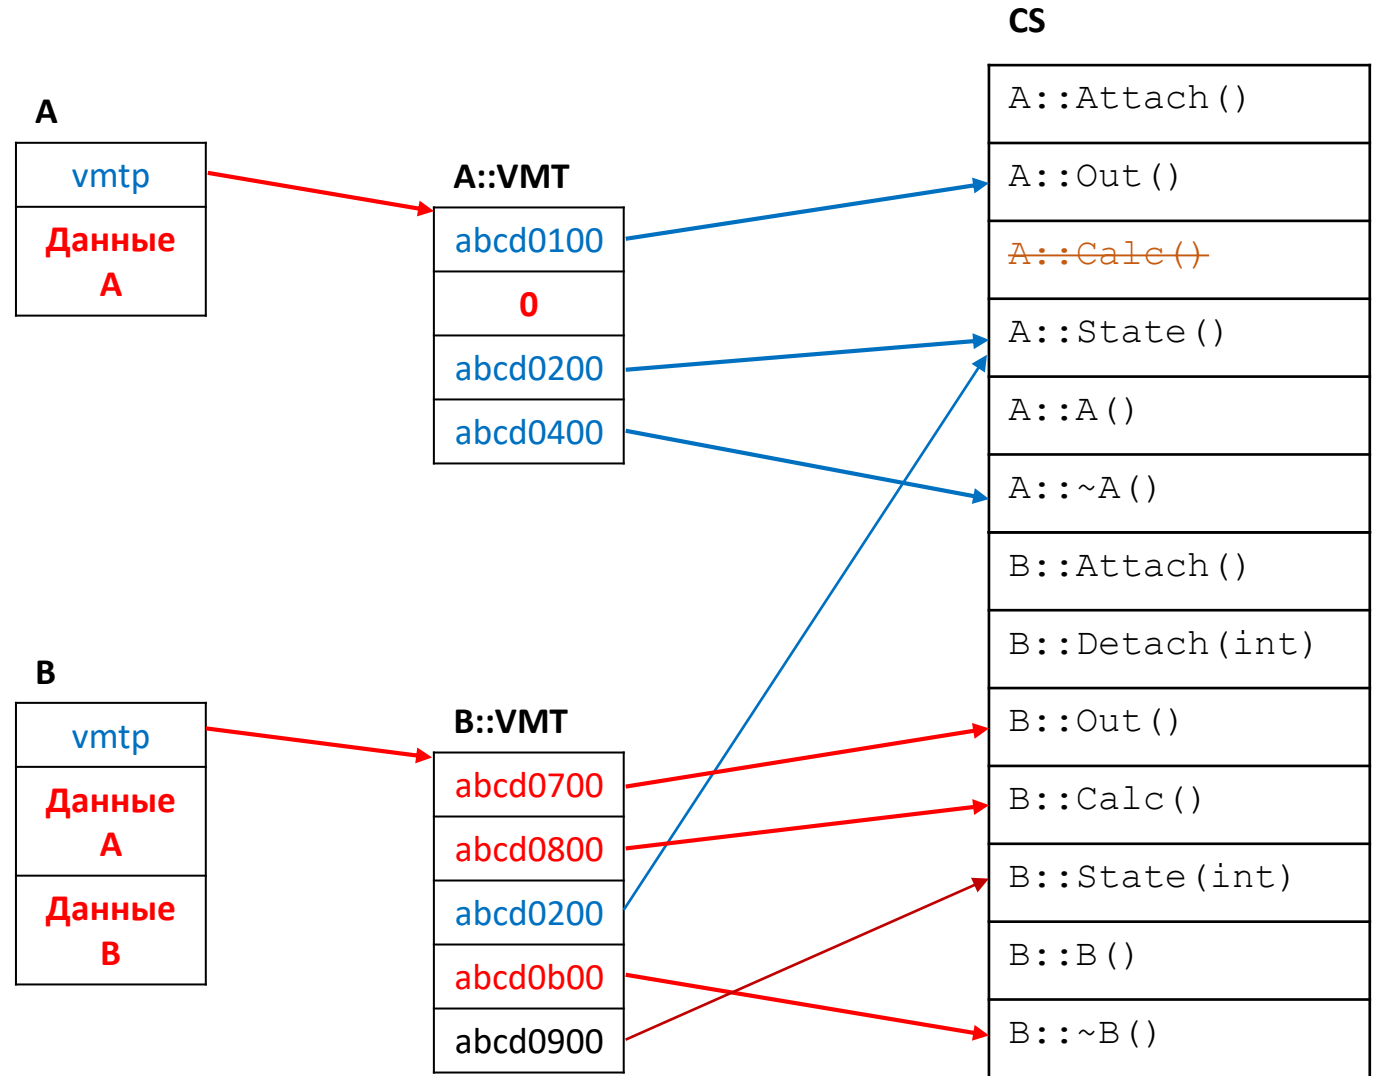 A
vmtp
Данные
A
A::VMT
abcd0100
0
abcd0200
abcd0400
B
vmtp
Данные
A
Данные
B
B::VMT
abcd0700
abcd0800
abcd0200
abcd0b00
abcd0900
CS
A::Attach()
A::Out()
A::Calc()
A::State()
A::A()
A::~A()
B::Attach()
B::Detach(int)
B::Out()
B::Calc()
B::State(int)
B::B()
B::~B()